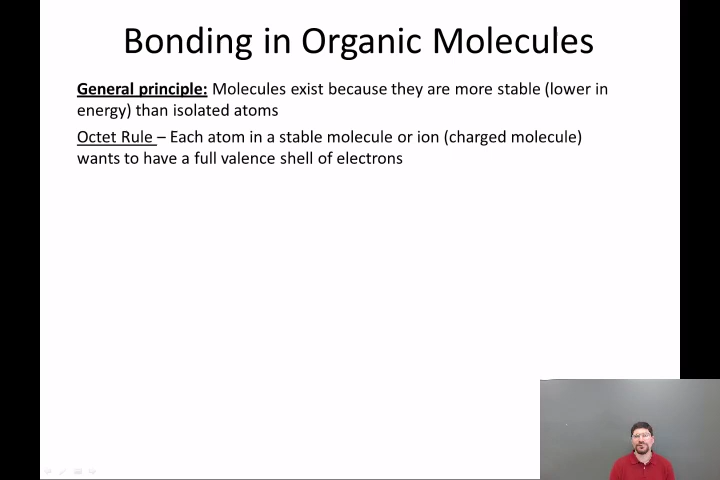 Bonding in Organic Molecules
General principle: Molecules exist because they are more stable (lower in
energy) than isolated atoms
Octet Rule – Each atom in a stable molecule or ion (charged molecule)
wants to have a full valence shell of electrons